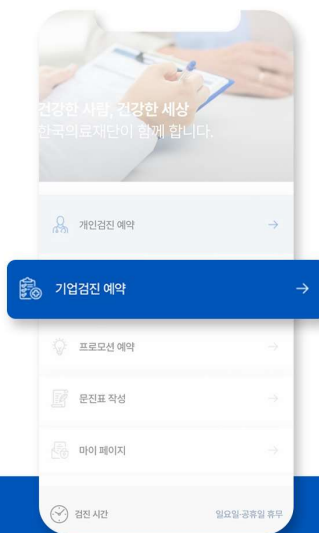 건강한 사람, 건강한 세상
한국의료재단이 함께 합니다.
개인검진 예약
기업검진 예약
프로모션 예약
문진표 작성
마이 페이지
검진 시간
일요일·공휴일 휴무